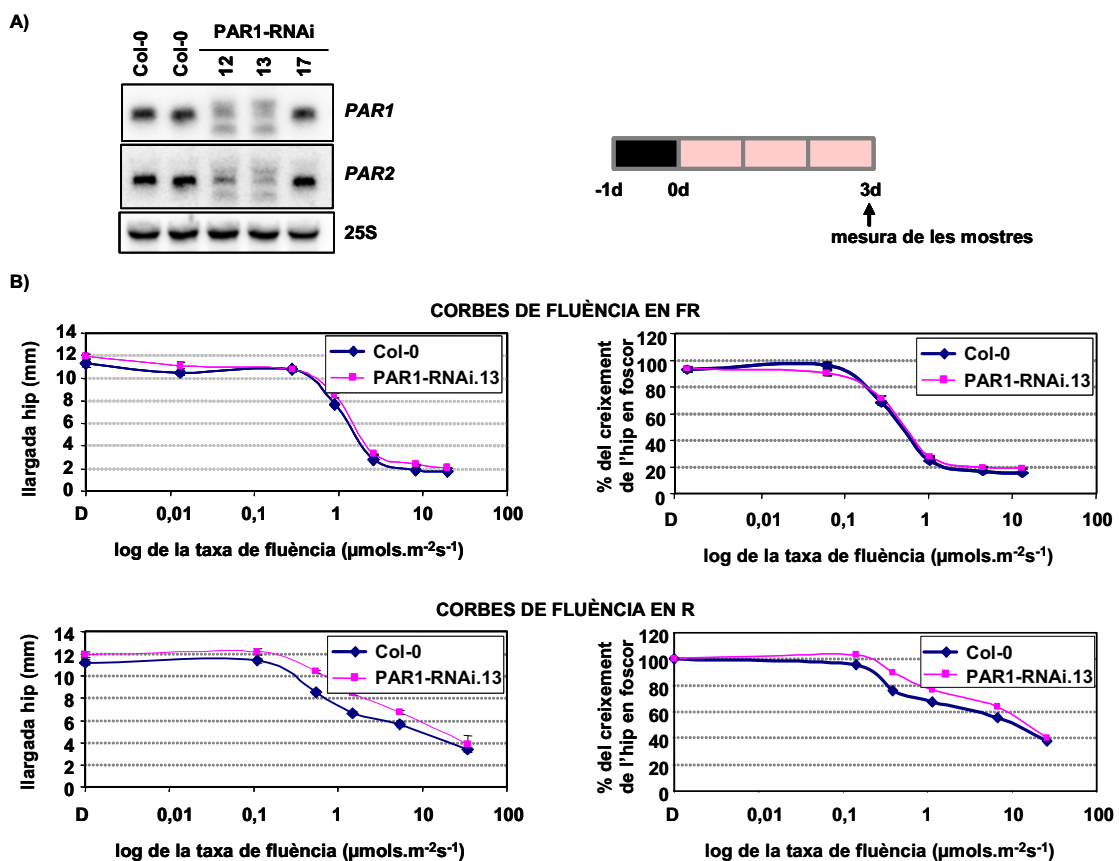 A)
PAR1-RNAi
Col-0 Col-0 12 13 17
PAR1
PAR2
25S
-1d 0d 3d
mesura de les mostres
B)
CORBES DE FLUÈNCIA EN FR
llargada hip (mm)
14
12
10
8
6
4
2
0
D 0,01 0,1 1 10 100
log de la taxa de fluència (µmols.m-2s-1)
Col-0
PAR1-RNAi.13
% del creixement
de l'hip en foscor
120
100
80
60
40
20
0
D 0,01 0,1 1 10 100
log de la taxa de fluència (µmols.m-2s-1)
Col-0
PAR1-RNAi.13
CORBES DE FLUÈNCIA EN R
llargada hip (mm)
14
12
10
8
6
4
2
0
D 0,01 0,1 1 10 100
log de la taxa de fluència (µmols.m-2s-1)
Col-0
PAR1-RNAi.13
% del creixement
de l'hip en foscor
120
100
80
60
40
20
0
D 0,01 0,1 1 10 100
log de la taxa de fluència (µmols.m-2s-1)
Col-0
PAR1-RNAi.13